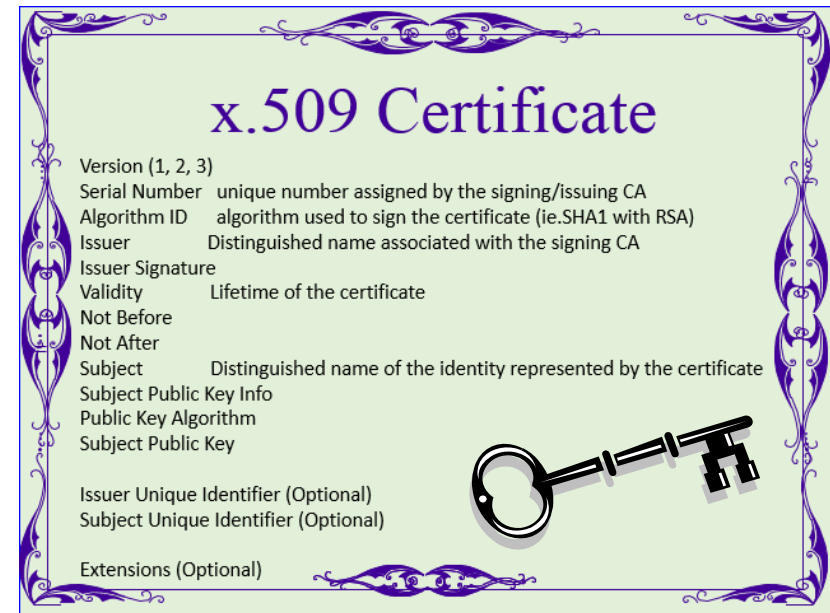 x.509 Certificate
Version (1, 2, 3)
Serial Number unique number assigned by the signing/issuing CA
Algorithm ID algorithm used to sign the certificate (ie.SHA1 with RSA)
Issuer Distinguished name associated with the signing CA
Issuer Signature
Validity Lifetime of the certificate
Not Before
Not After
Subject Distinguished name of the identity represented by the certificate
Subject Public Key Info
Public Key Algorithm
Subject Public Key
Issuer Unique Identifier (Optional)
Subject Unique Identifier (Optional)
Extensions (Optional)